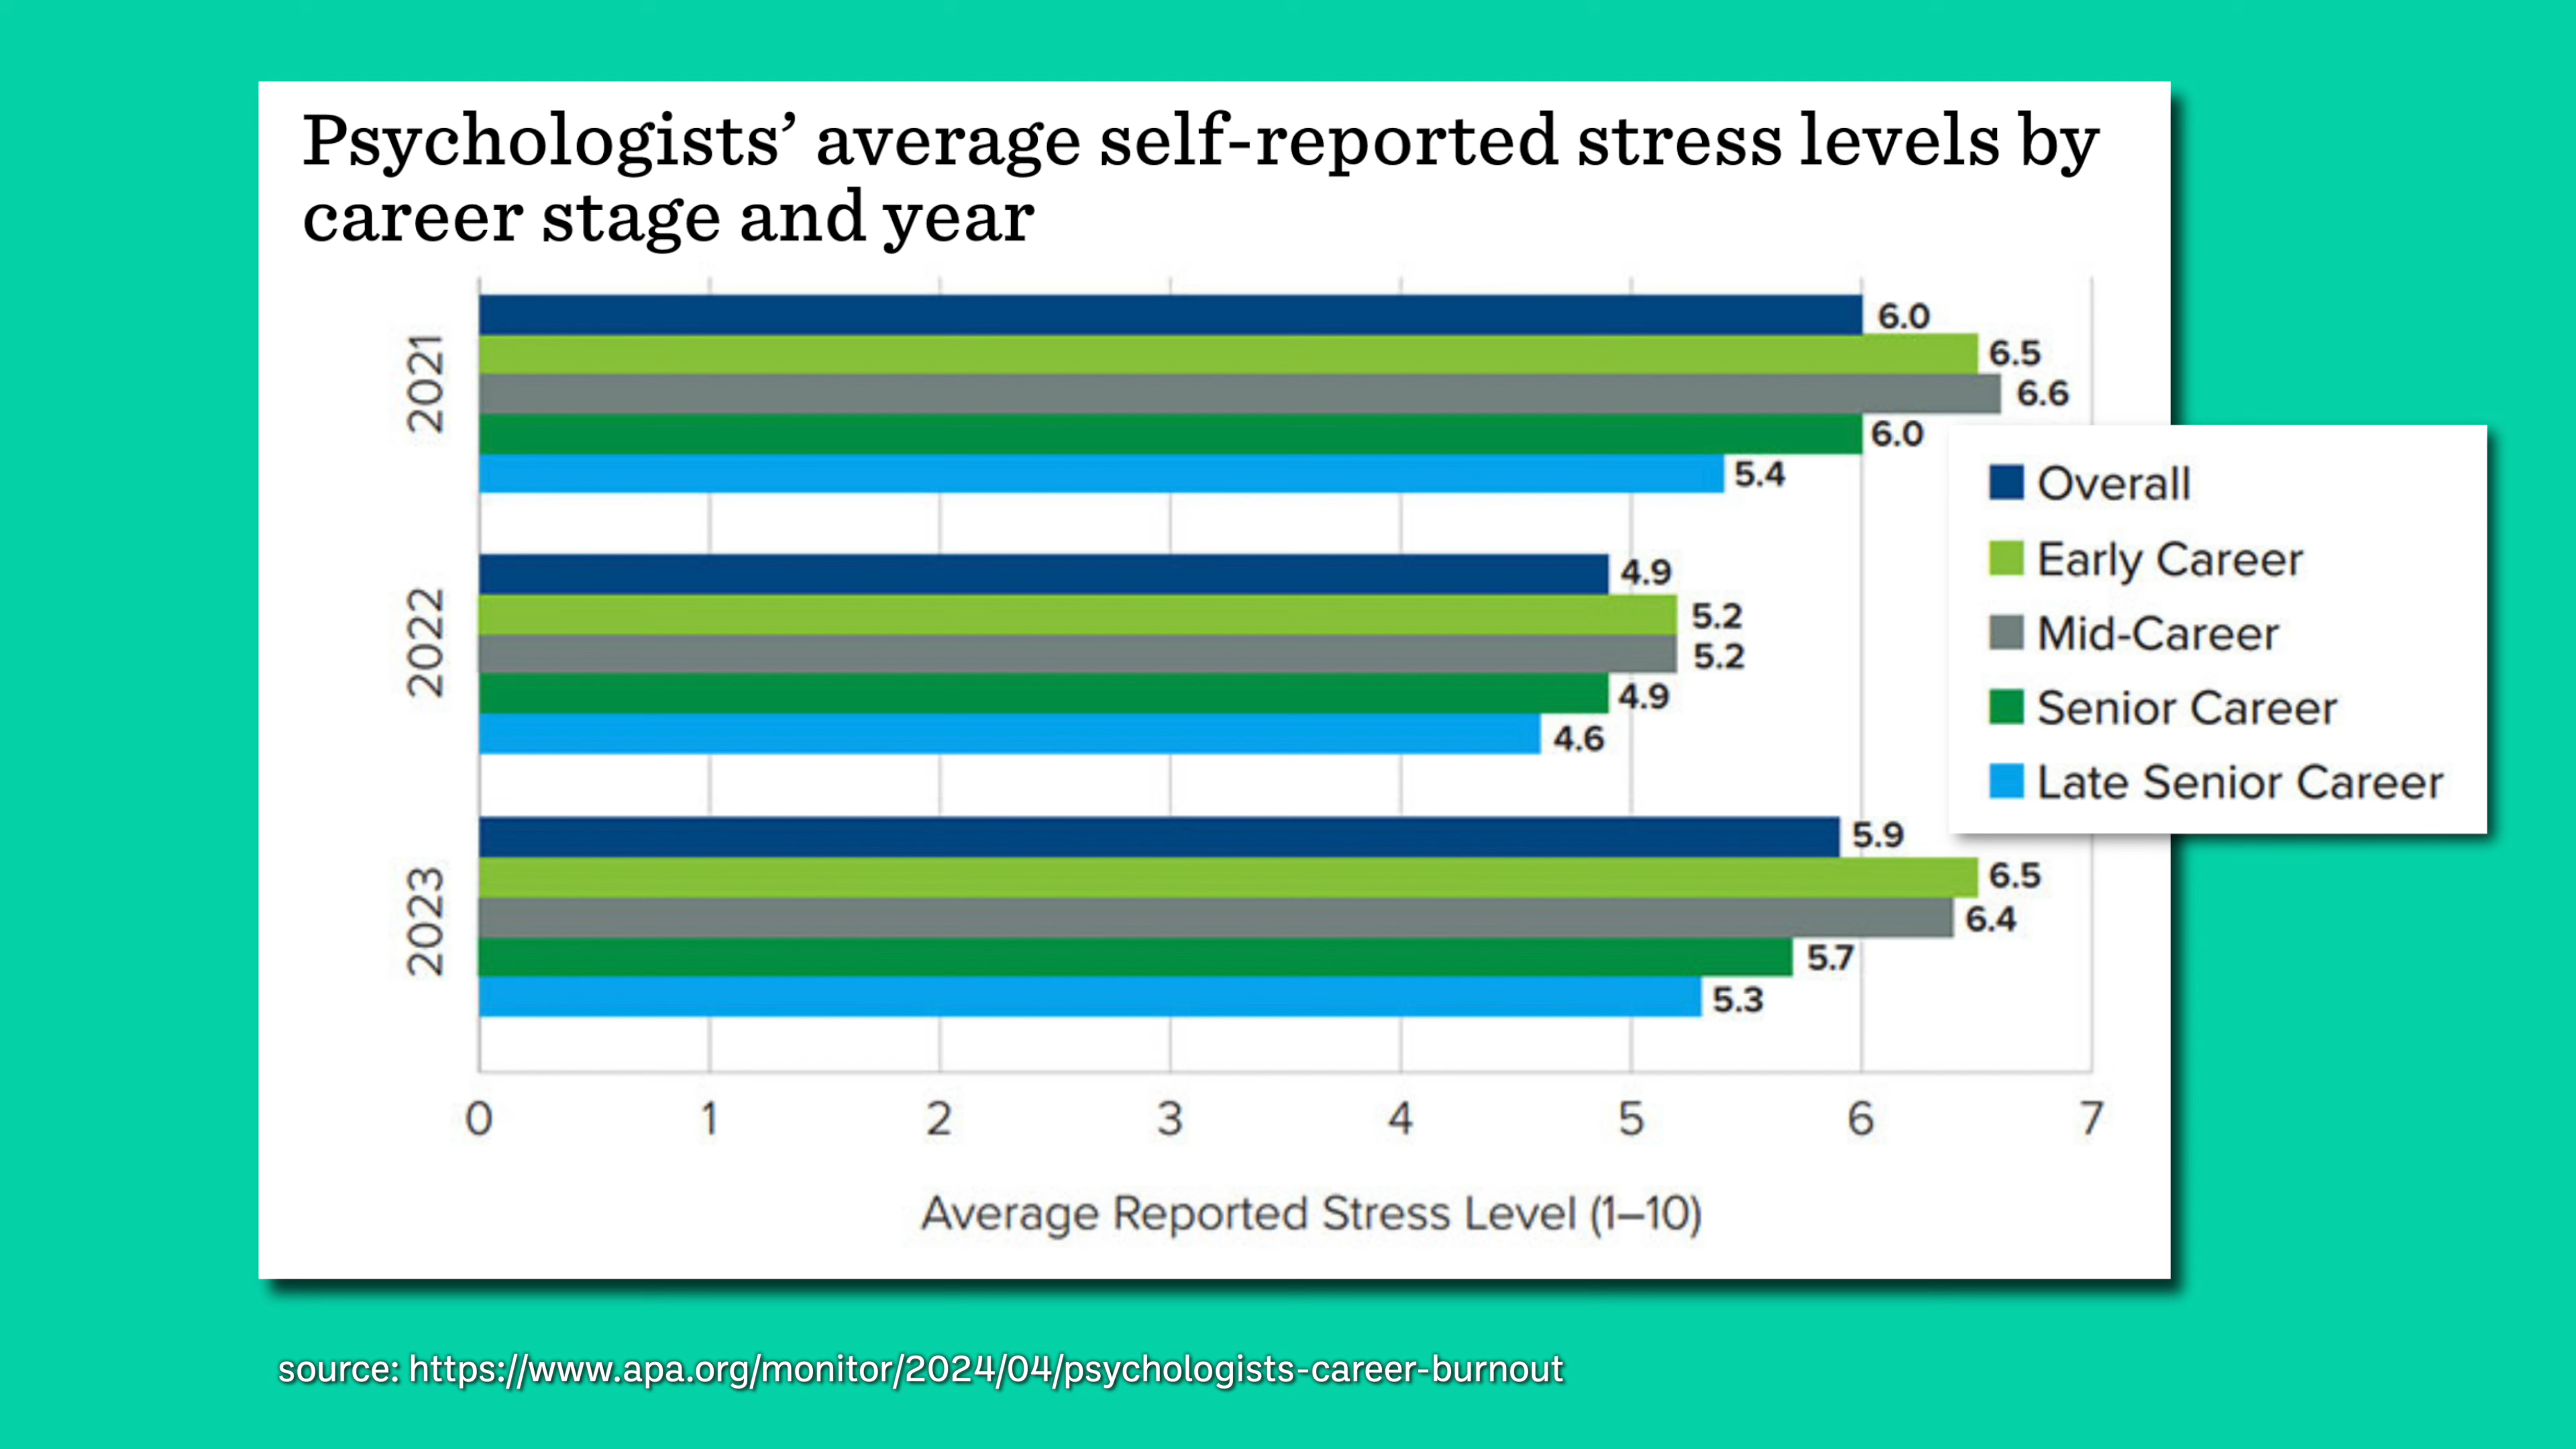 Psychologists’ average self-reported stress levels by
career stage and year
2021
6.0
6.5
6.6
6.0
5.4
2022
4.9
5.2
5.2
4.9
4.6
2023
5.9
6.5
6.4
5.7
5.3
Overall
Early Career
Mid-Career
Senior Career
Late Senior Career
0 1 2 3 4 5 6 7
Average Reported Stress Level (1–10)
source: https://www.apa.org/monitor/2024/04/psychologists-career-burnout